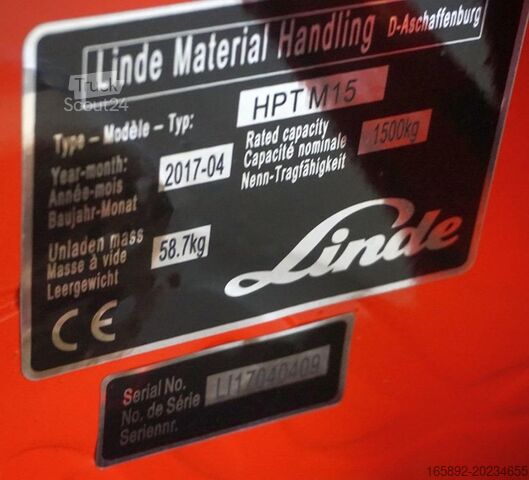 Linde Material Handling D-Aschaffenburg
Truck
Scout24
Type - Modèle - Typ: HPT M15
Year-month:
Année-mois
Baujahr-Monat
2017-04
Rated capacity
Capacité nominale
Nenn-Tragfähigkeit
1500kg
Unladen mass
Masse à vide
Leergewicht
58.7kg
Linde
CE
Serial No.
No. de Série
Seriennr.
LI17040409
165892-20234655